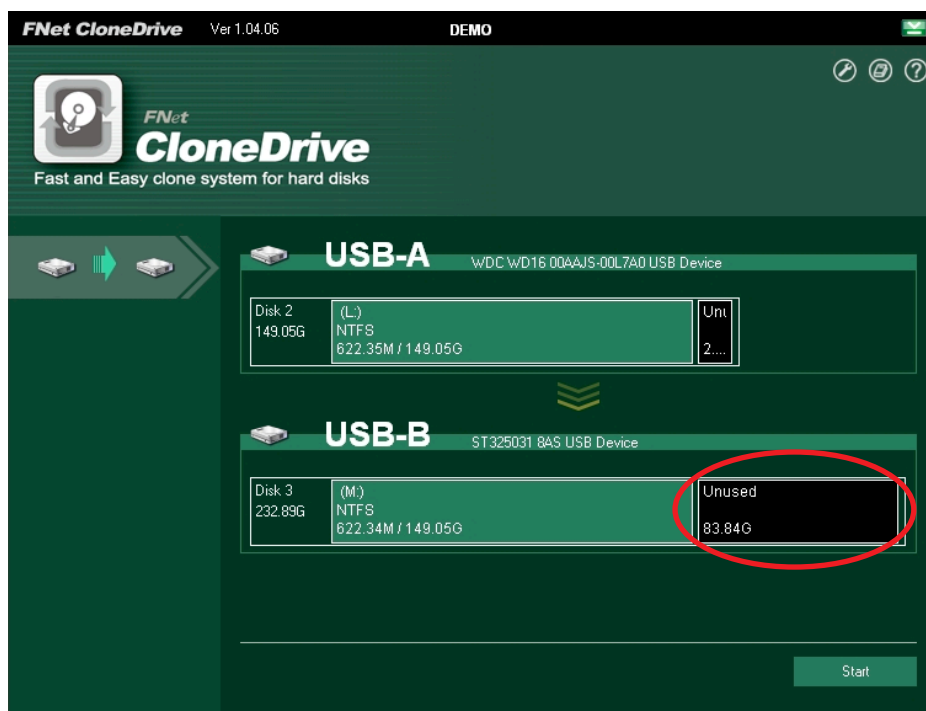 FNet CloneDrive Ver 1.04.06 DEMO
FNet
CloneDrive
Fast and Easy clone system for hard disks
USB-A WDC WD16 00AAJS-00L7A0 USB Device
Disk 2
149.05G
(L:)
NTFS
622.35M / 149.05G
Unu
2....
USB-B ST325031 8AS USB Device
Disk 3
232.89G
(M:)
NTFS
622.34M / 149.05G
Unused
83.84G
Start